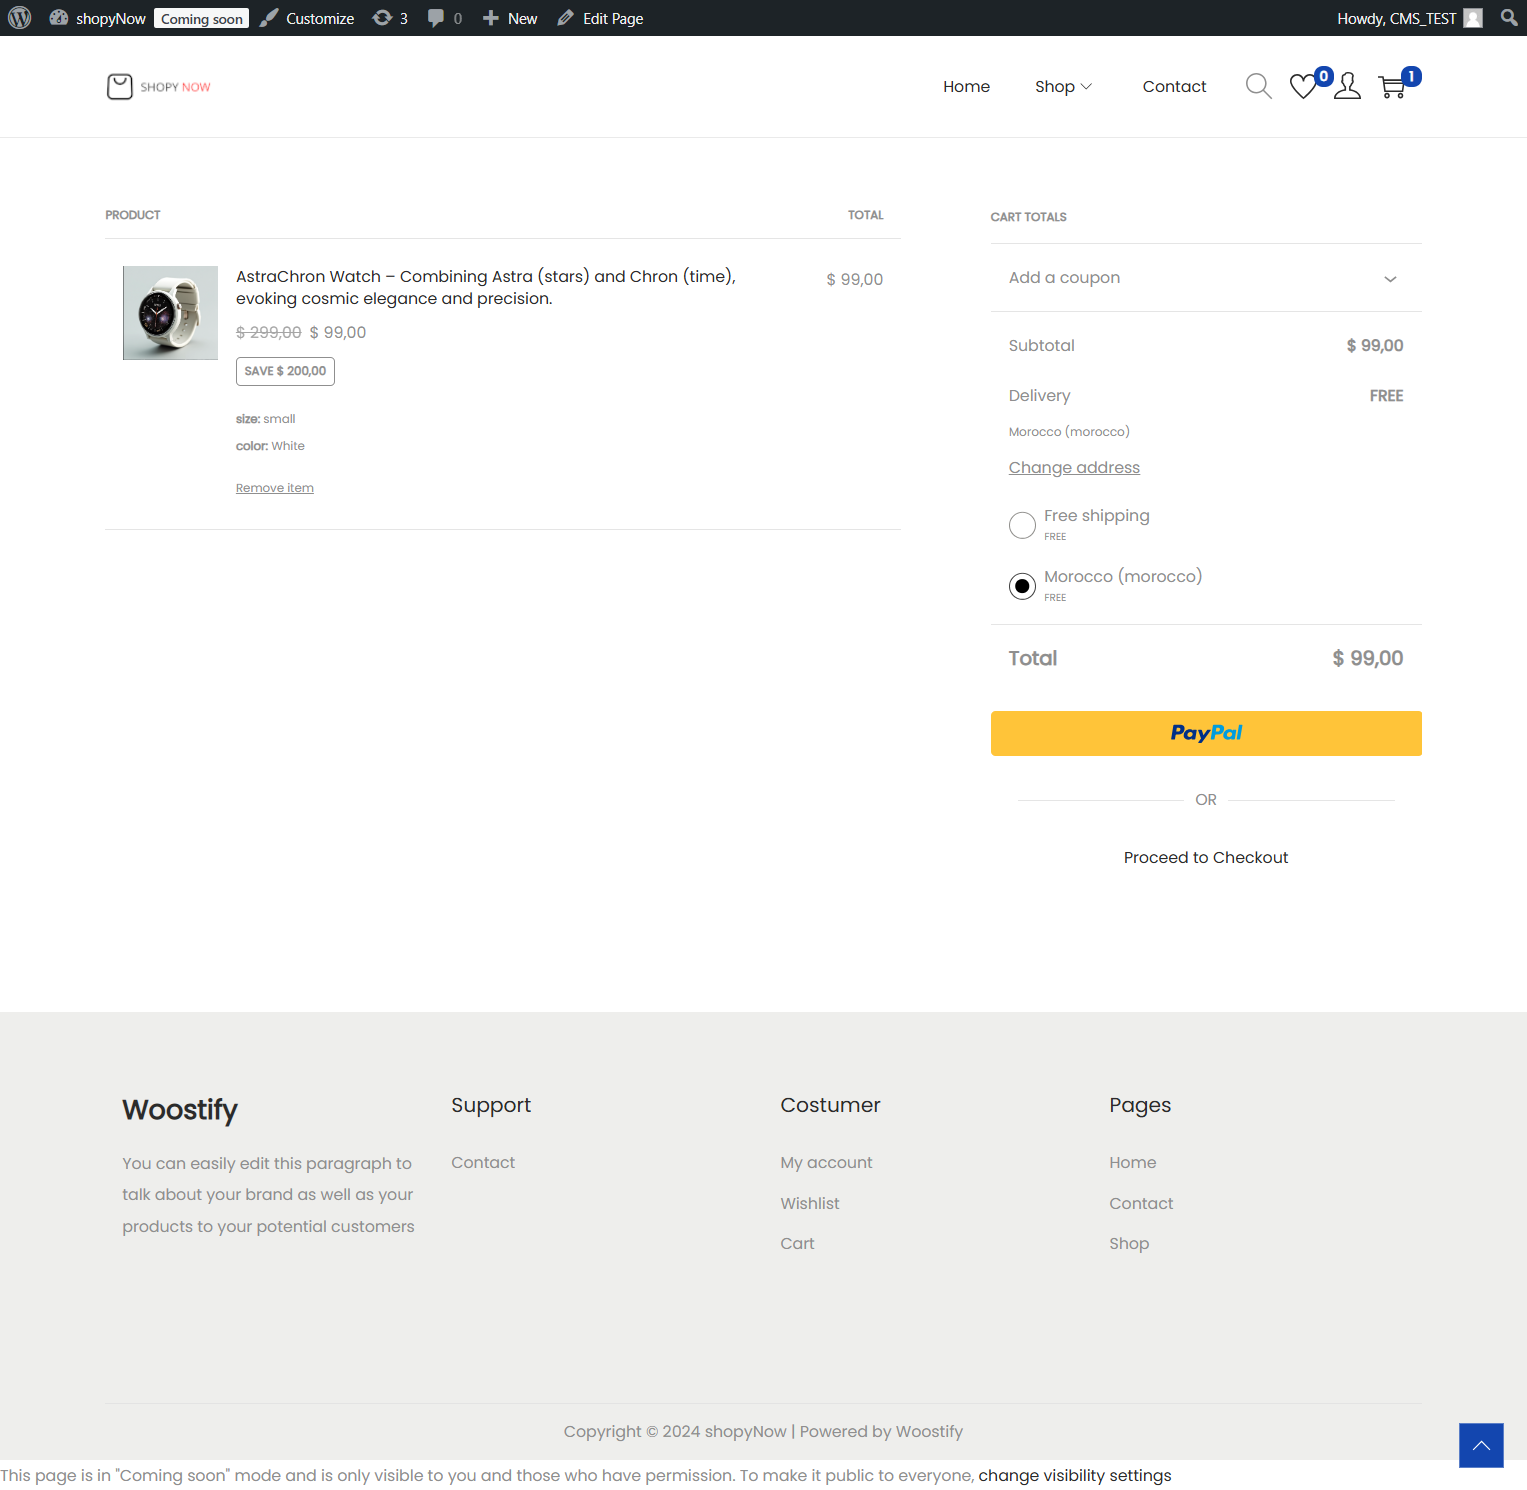 shopyNow Coming soon Customize 3 0 New Edit Page Howdy, CMS_TEST
SHOPY NOW Home Shop Contact 0 1
PRODUCT TOTAL
AstraChron Watch – Combining Astra (stars) and Chron (time),
evoking cosmic elegance and precision.
$ 99,00
$ 299,00 $ 99,00
SAVE $ 200,00
size: small
color: White
Remove item
CART TOTALS
Add a coupon
Subtotal $ 99,00
Delivery FREE
Morocco (morocco)
Change address
Free shipping
FREE
Morocco (morocco)
FREE
Total $ 99,00
PayPal
OR
Proceed to Checkout
Woostify
You can easily edit this paragraph to
talk about your brand as well as your
products to your potential customers
Support
Contact
Costumer
My account
Wishlist
Cart
Pages
Home
Contact
Shop
Copyright © 2024 shopyNow | Powered by Woostify
This page is in "Coming soon" mode and is only visible to you and those who have permission. To make it public to everyone, change visibility settings